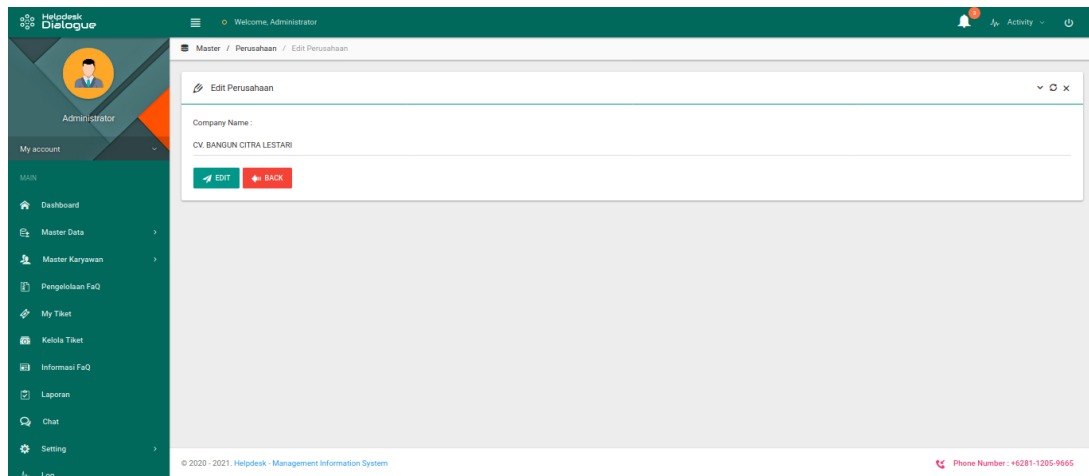 Helpdesk
Dialogue
Welcome, Administrator
3
Activity
Master / Perusahaan / Edit Perusahaan
Administrator
My account
Edit Perusahaan
Company Name :
CV. BANGUN CITRA LESTARI
EDIT
BACK
MAIN
Dashboard
Master Data
Master Karyawan
Pengelolaan FaQ
My Tiket
Kelola Tiket
Informasi FaQ
Laporan
Chat
Setting
Log
© 2020 - 2021. Helpdesk - Management Information System
Phone Number : +6281-1205-9665